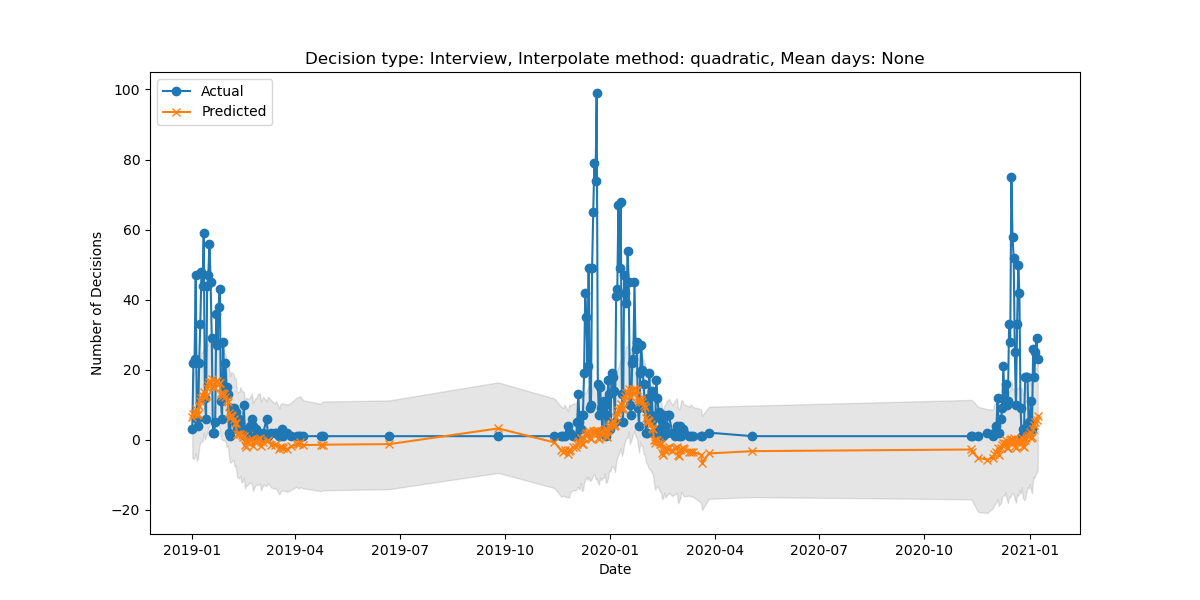 Decision type: Interview, Interpolate method: quadratic, Mean days: None
Actual
Predicted
Number of Decisions
100
80
60
40
20
0
−20
2019-01 2019-04 2019-07 2019-10 2020-01 2020-04 2020-07 2020-10 2021-01
Date